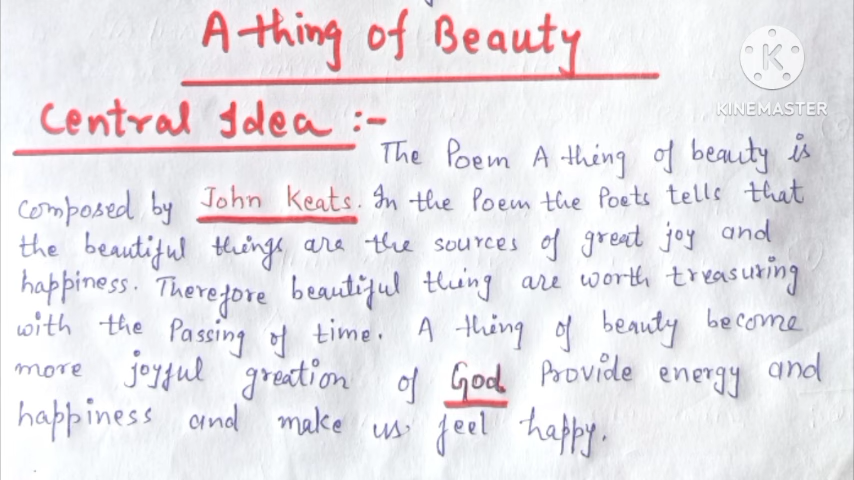 A thing of Beauty
K
KINEMASTER
Central Idea :-
The Poem A thing of beauty is
composed by John Keats. In the Poem the Poets tells that
the beautiful things are the sources of great joy and
happiness. Therefore beautiful thing are worth treasuring
with the Passing of time. A thing of beauty become
more joyful greation of God Provide energy and
happiness and make us feel happy.